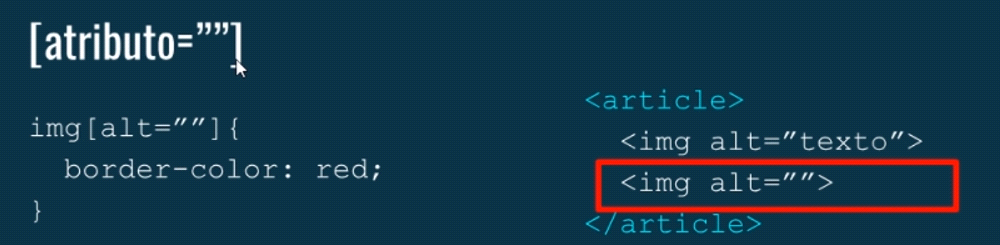 [atributo=””]
img[alt=””]{
border-color: red;
}
<article>
<img alt=”texto”>
<img alt=””>
</article>